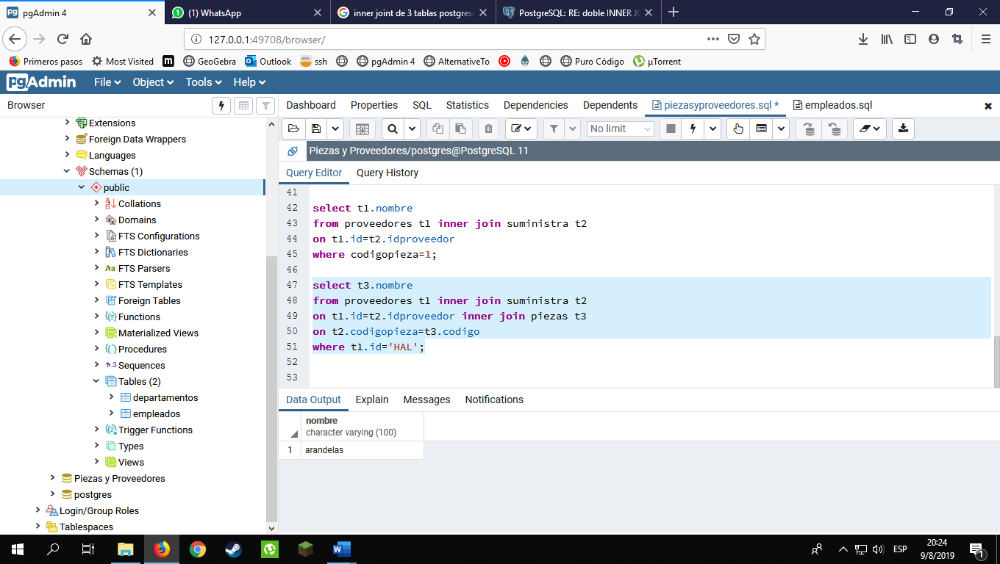 pgAdmin 4
(1) WhatsApp
inner joint de 3 tablas postgres
PostgreSQL: RE: doble INNER JO
127.0.0.1:49708/browser/
Primeros pasos
Most Visited
GeoGebra
Outlook
ssh
pgAdmin 4
AlternativeTo
Puro Código
µTorrent
pgAdmin
File
Object
Tools
Help
Browser
Dashboard
Properties
SQL
Statistics
Dependencies
Dependents
piezasyproveedores.sql *
empleados.sql
No limit
Piezas y Proveedores/postgres@PostgreSQL 11
Query Editor
Query History
Extensions
Foreign Data Wrappers
Languages
Schemas (1)
public
Collations
Domains
FTS Configurations
FTS Dictionaries
FTS Parsers
FTS Templates
Foreign Tables
Functions
Materialized Views
Procedures
Sequences
Tables (2)
departamentos
empleados
Trigger Functions
Types
Views
Piezas y Proveedores
postgres
Login/Group Roles
Tablespaces
41
42 select t1.nombre
43 from proveedores t1 inner join suministra t2
44 on t1.id=t2.idproveedor
45 where codigopieza=1;
46
47 select t3.nombre
48 from proveedores t1 inner join suministra t2
49 on t1.id=t2.idproveedor inner join piezas t3
50 on t2.codigopieza=t3.codigo
51 where t1.id='HAL';
52
53
Data Output
Explain
Messages
Notifications
nombre
character varying (100)
1 arandelas
ESP
20:24
9/8/2019
1